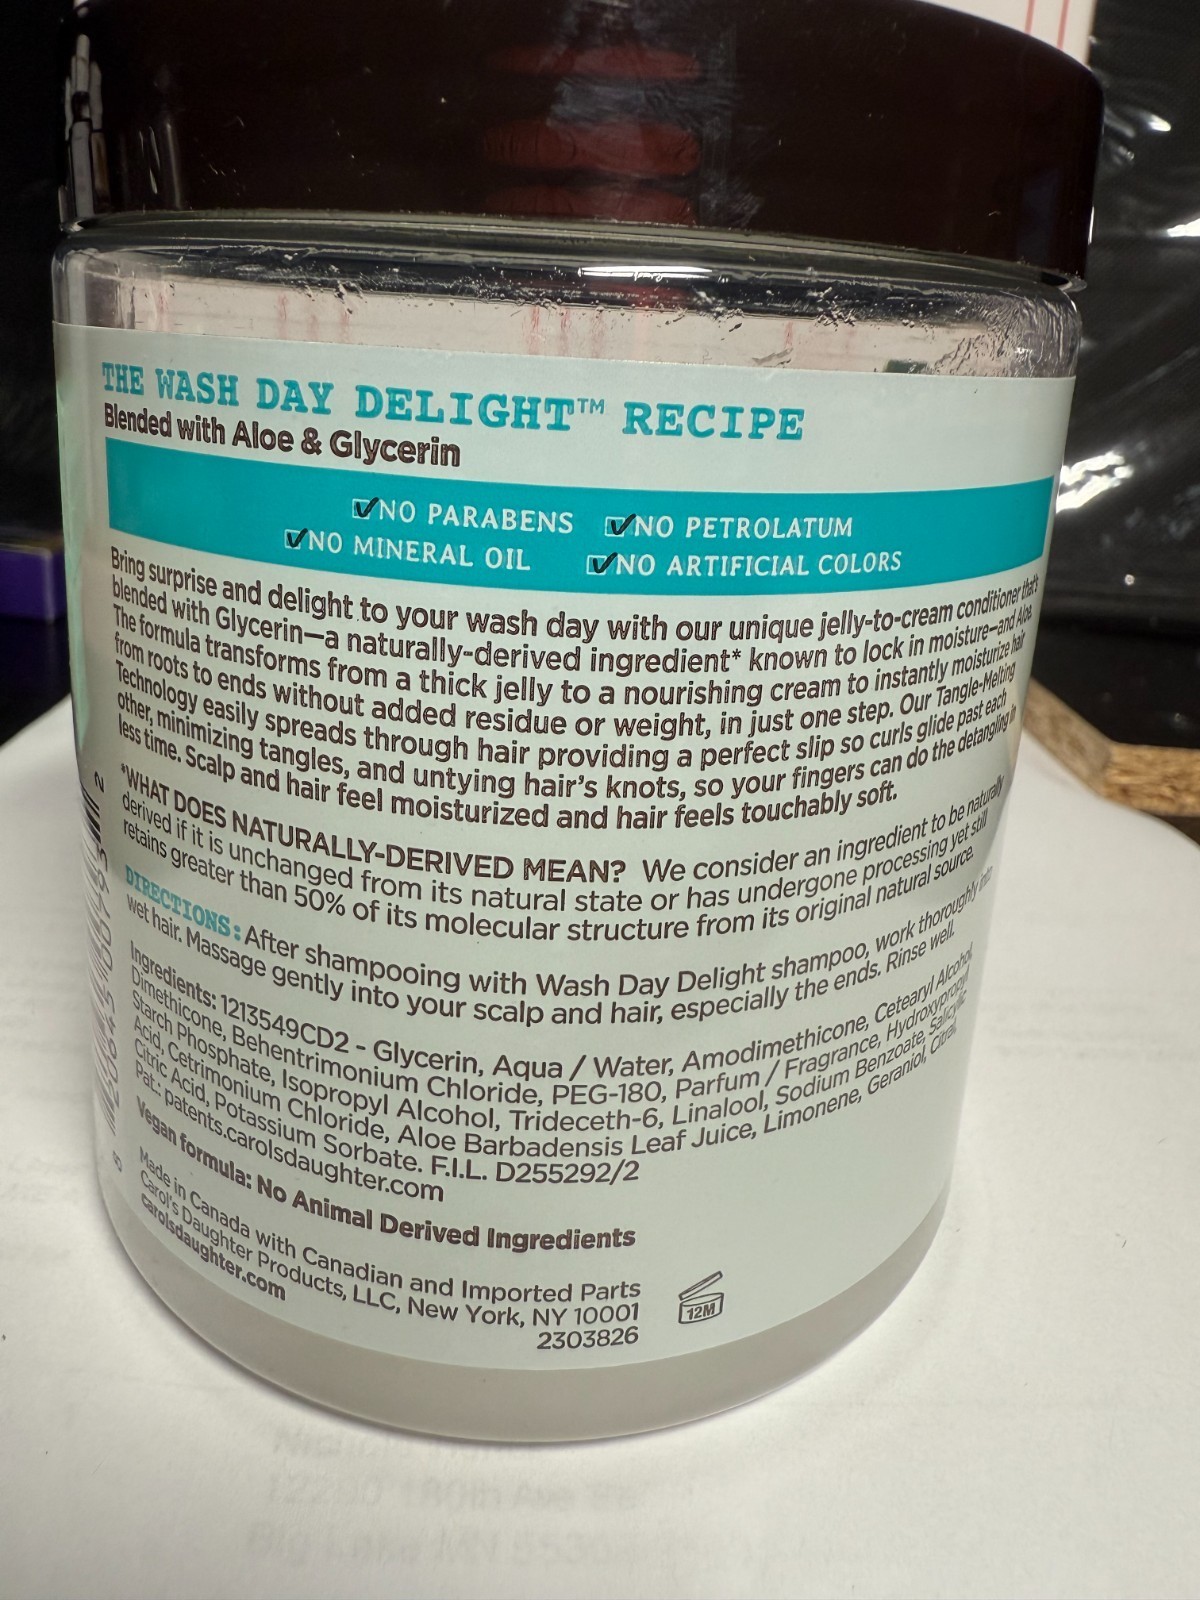 THE WASH DAY DELIGHT™ RECIPE
Blended with Aloe & Glycerin
NO PARABENS NO PETROLATUM
NO MINERAL OIL NO ARTIFICIAL COLORS
Bring surprise and delight to your wash day with our unique jelly-to-cream conditioner that's
blended with Glycerin—a naturally-derived ingredient* known to lock in moisture—and Aloe.
The formula transforms from a thick jelly to a nourishing cream to instantly moisturize hair
from roots to ends without added residue or weight, in just one step. Our Tangle-Melting
Technology easily spreads through hair providing a perfect slip so curls glide past each
other, minimizing tangles, and untying hair's knots, so your fingers can do the detangling in
less time. Scalp and hair feel moisturized and hair feels touchably soft.
*WHAT DOES NATURALLY-DERIVED MEAN? We consider an ingredient to be naturally
derived if it is unchanged from its natural state or has undergone processing yet still
retains greater than 50% of its molecular structure from its original natural source.
DIRECTIONS: After shampooing with Wash Day Delight shampoo, work thoroughly into
wet hair. Massage gently into your scalp and hair, especially the ends. Rinse well.
Ingredients: 1213549CD2 - Glycerin, Aqua / Water, Amodimethicone, Cetearyl Alcohol,
Dimethicone, Behentrimonium Chloride, PEG-180, Parfum / Fragrance, Hydroxypropyl
Starch Phosphate, Isopropyl Alcohol, Trideceth-6, Linalool, Sodium Benzoate, Salicylic
Acid, Cetrimonium Chloride, Aloe Barbadensis Leaf Juice, Limonene, Geraniol, Citral,
Citric Acid, Potassium Sorbate. F.I.L. D255292/2
Pat.: patents.carolsdaughter.com
Vegan formula: No Animal Derived Ingredients
Made in Canada with Canadian and Imported Parts
Carol's Daughter Products, LLC, New York, NY 10001
carolsdaughter.com
2303826
12M